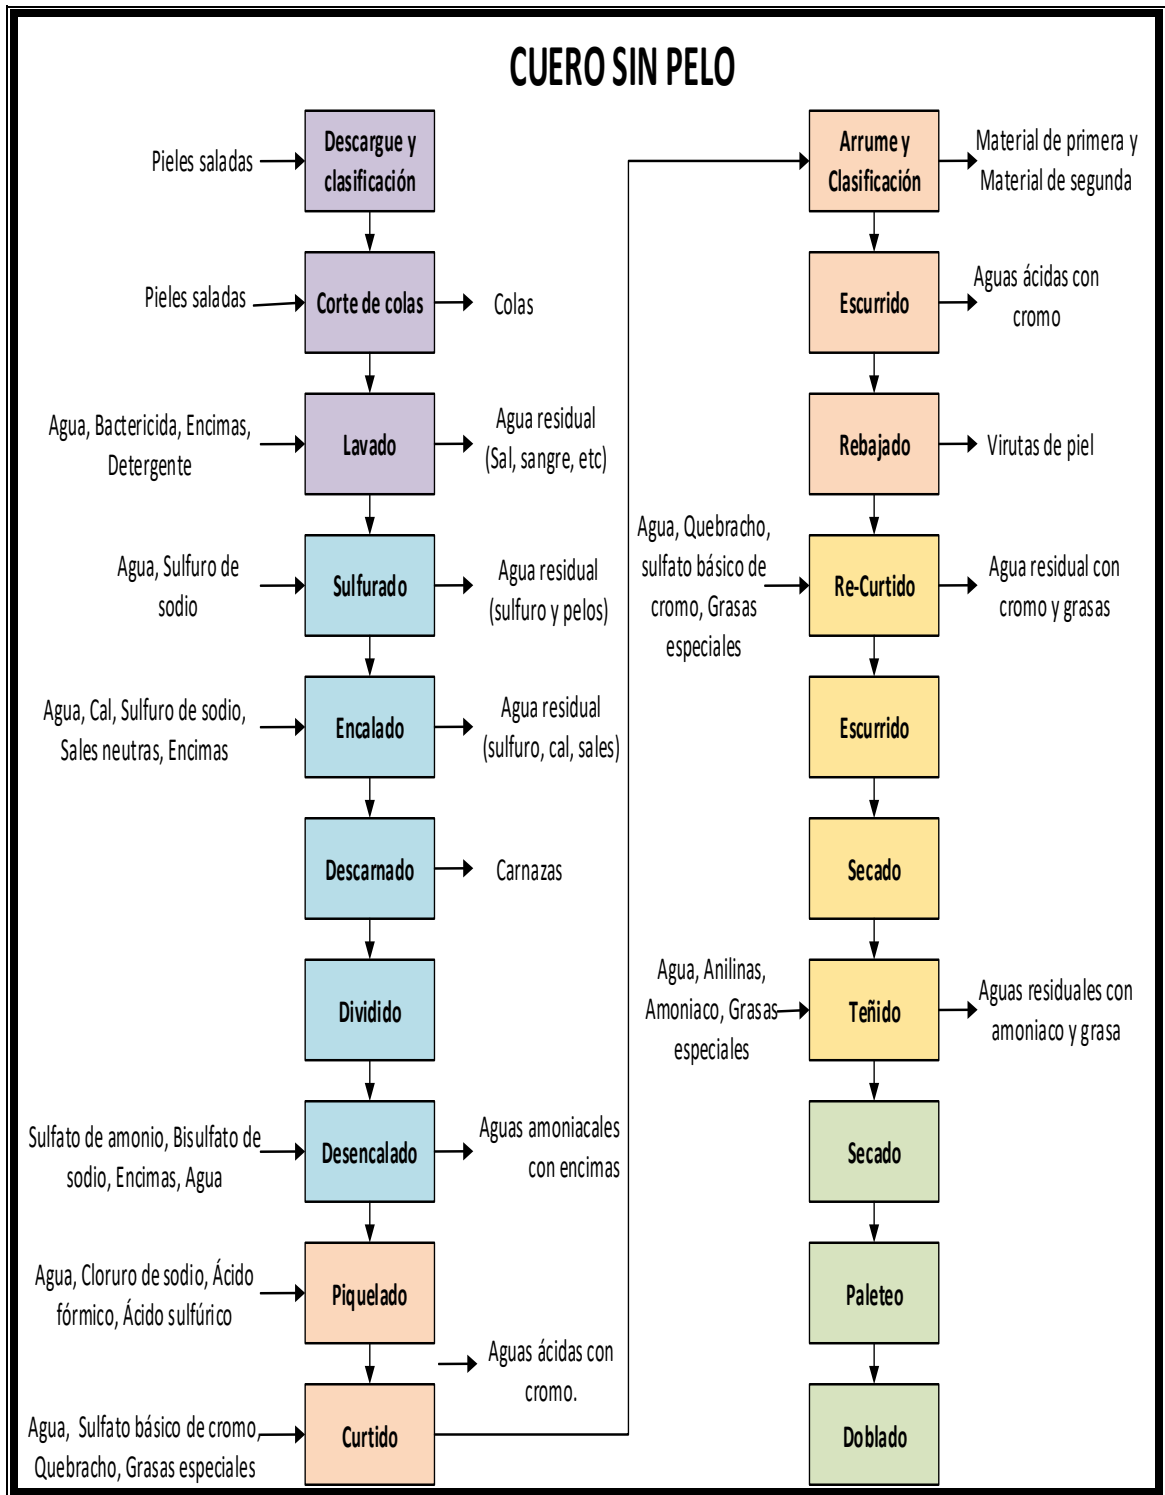 CUERO SIN PELO
Pieles saladas
Descargue y
clasificación
Pieles saladas
Corte de colas
Colas
Agua, Bactericida, Encimas,
Detergente
Lavado
Agua residual
(Sal, sangre, etc)
Agua, Sulfuro de
sodio
Sulfurado
Agua residual
(sulfuro y pelos)
Agua, Cal, Sulfuro de sodio,
Sales neutras, Encimas
Encalado
Agua residual
(sulfuro, cal, sales)
Descarnado
Carnazas
Dividido
Sulfato de amonio, Bisulfato de
sodio, Encimas, Agua
Desencalado
Aguas amoniacales
con encimas
Agua, Cloruro de sodio, Ácido
fórmico, Ácido sulfúrico
Piquelado
Aguas ácidas con
cromo.
Agua, Sulfato básico de cromo,
Quebracho, Grasas especiales
Curtido
Arrume y
Clasificación
Material de primera y
Material de segunda
Escurrido
Aguas ácidas con
cromo
Rebajado
Virutas de piel
Agua, Quebracho,
sulfato básico de
cromo, Grasas
especiales
Re-Curtido
Agua residual con
cromo y grasas
Escurrido
Secado
Agua, Anilinas,
Amoniaco, Grasas
especiales
Teñido
Aguas residuales con
amoniaco y grasa
Secado
Paleteo
Doblado